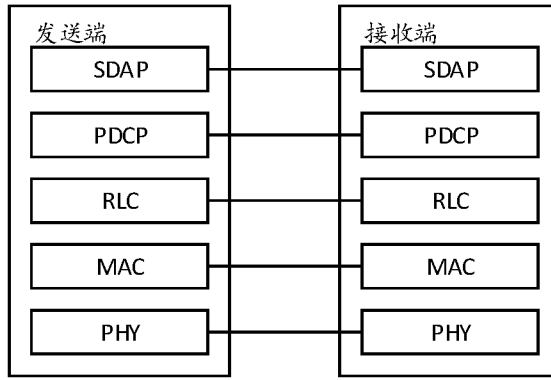 发送端 接收端
SDAP SDAP
PDCP PDCP
RLC RLC
MAC MAC
PHY PHY